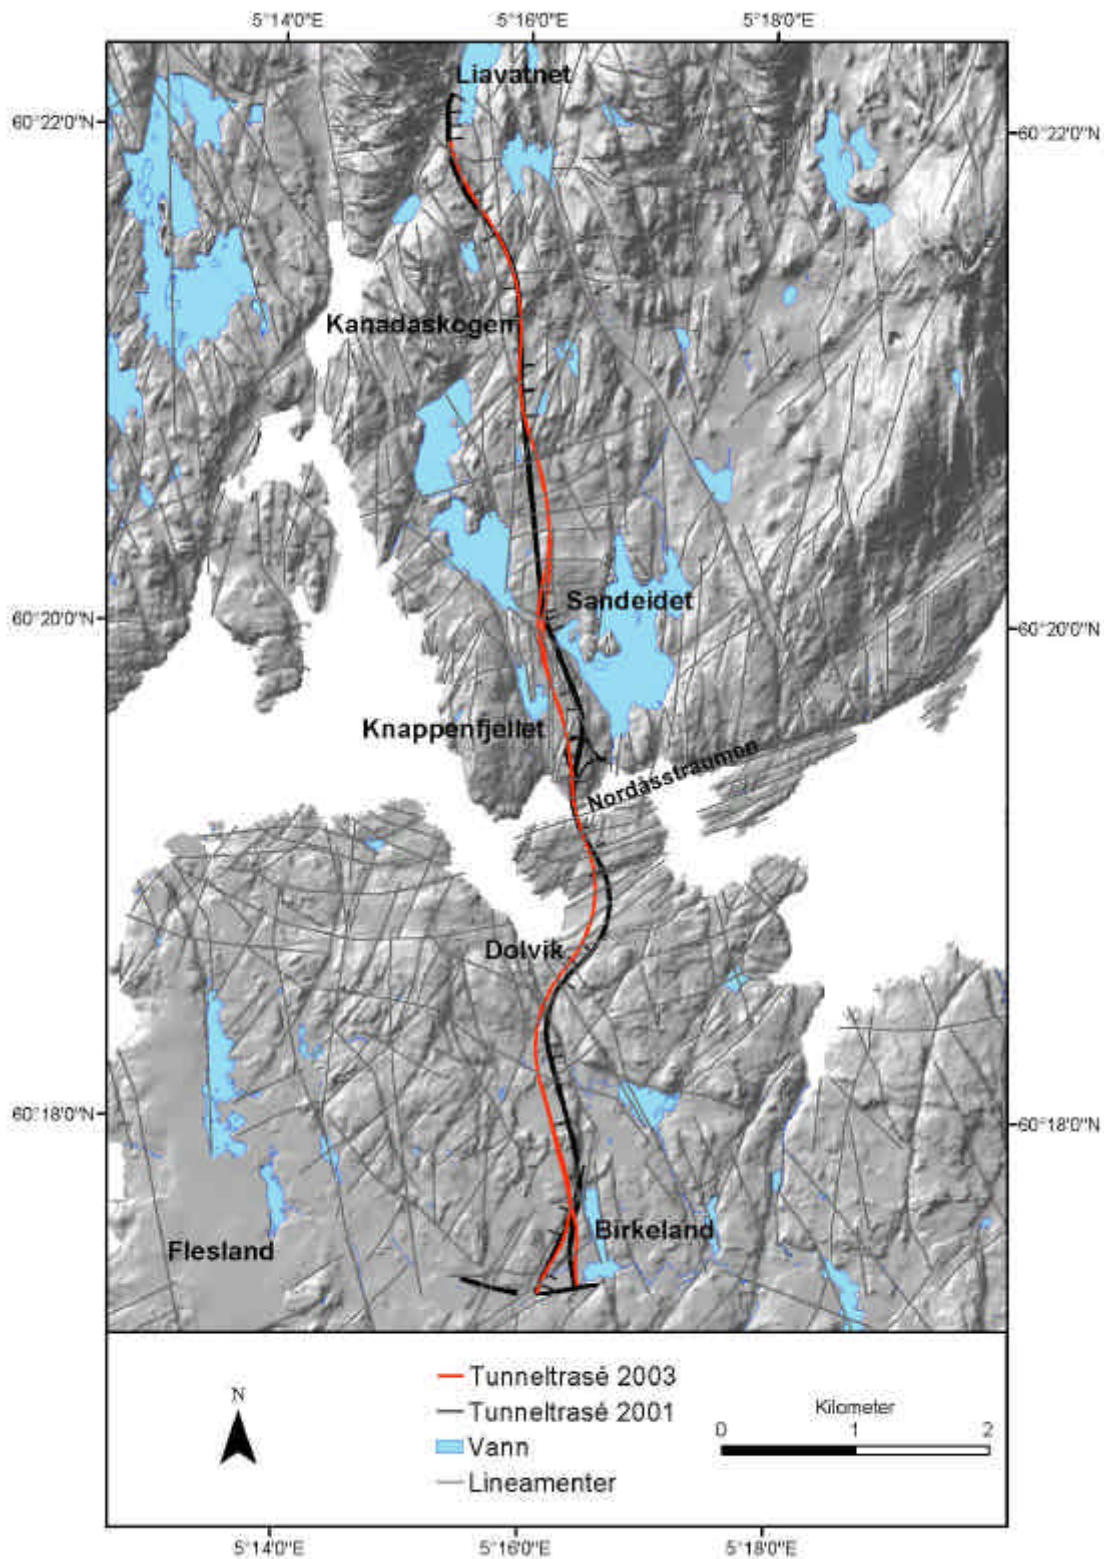 5°14'0"E 5°16'0"E 5°18'0"E
Liavatnet
60°22'0"N 60°22'0"N
Kanadaskogen
Sandeidet
60°20'0"N 60°20'0"N
Knappenfjellet
Nordåsstraumen
Dolvik
60°18'0"N 60°18'0"N
Birkeland
Flesland
N
Tunneltrasé 2003
Tunneltrasé 2001
Vann
Lineamenter
Kilometer
0 1 2
5°14'0"E 5°16'0"E 5°18'0"E